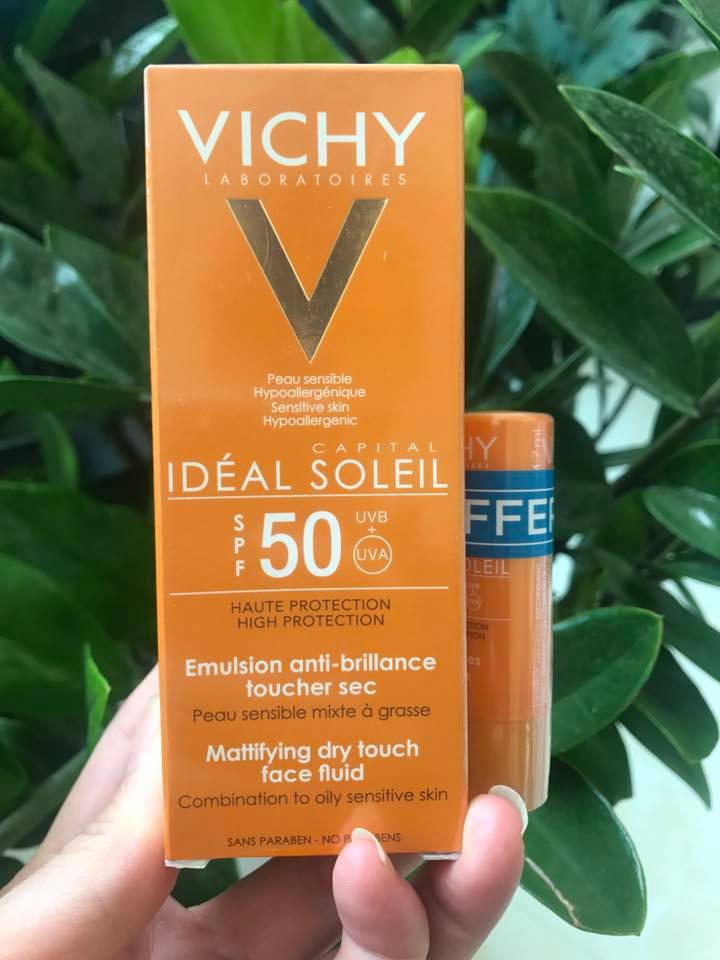 VICHY
LABORATOIRES
Peau sensible
Hypoallergénique
Sensitive skin
Hypoallergenic
CAPITAL
IDÉAL SOLEIL
SPF 50 UVB + UVA
HAUTE PROTECTION
HIGH PROTECTION
Emulsion anti-brillance
toucher sec
Peau sensible mixte à grasse
Mattifying dry touch
face fluid
Combination to oily sensitive skin
SANS PARABEN - NO PARABENS
HY
FFER
OLEIL